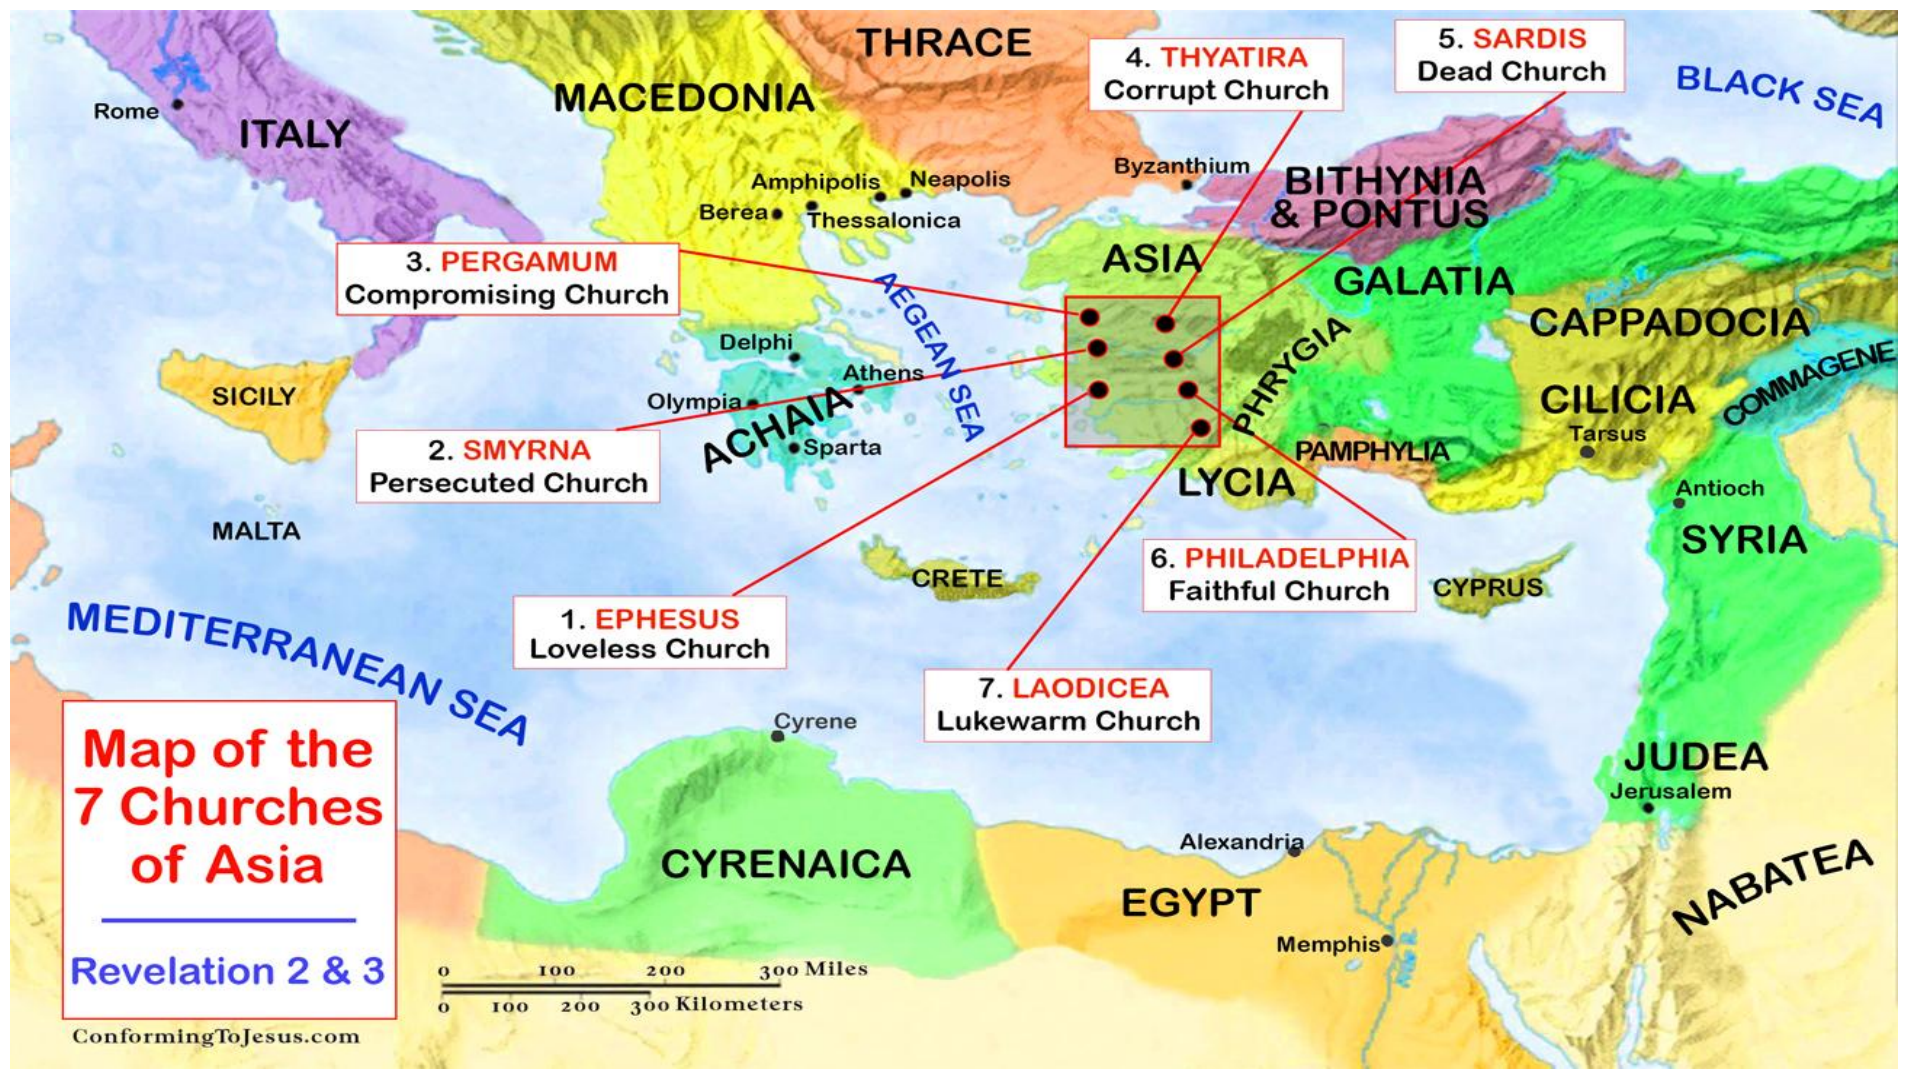 THRACE
4. THYATIRA
Corrupt Church
5. SARDIS
Dead Church
BLACK SEA
MACEDONIA
Rome
ITALY
Byzanthium
BITHYNIA
& PONTUS
Amphipolis
Neapolis
Berea
Thessalonica
3. PERGAMUM
Compromising Church
ASIA
GALATIA
AEGEAN SEA
CAPPADOCIA
PHRYGIA
COMMAGENE
Delphi
Athens
SICILY
Olympia
ACHAIA
Sparta
CILICIA
Tarsus
PAMPHYLIA
2. SMYRNA
Persecuted Church
LYCIA
Antioch
SYRIA
MALTA
6. PHILADELPHIA
Faithful Church
CRETE
CYPRUS
1. EPHESUS
Loveless Church
MEDITERRANEAN SEA
7. LAODICEA
Lukewarm Church
Cyrene
Map of the
7 Churches
of Asia
Revelation 2 & 3
JUDEA
Jerusalem
Alexandria
CYRENAICA
EGYPT
NABATEA
Memphis
0 100 200 300 Miles
0 100 200 300 Kilometers
ConformingToJesus.com